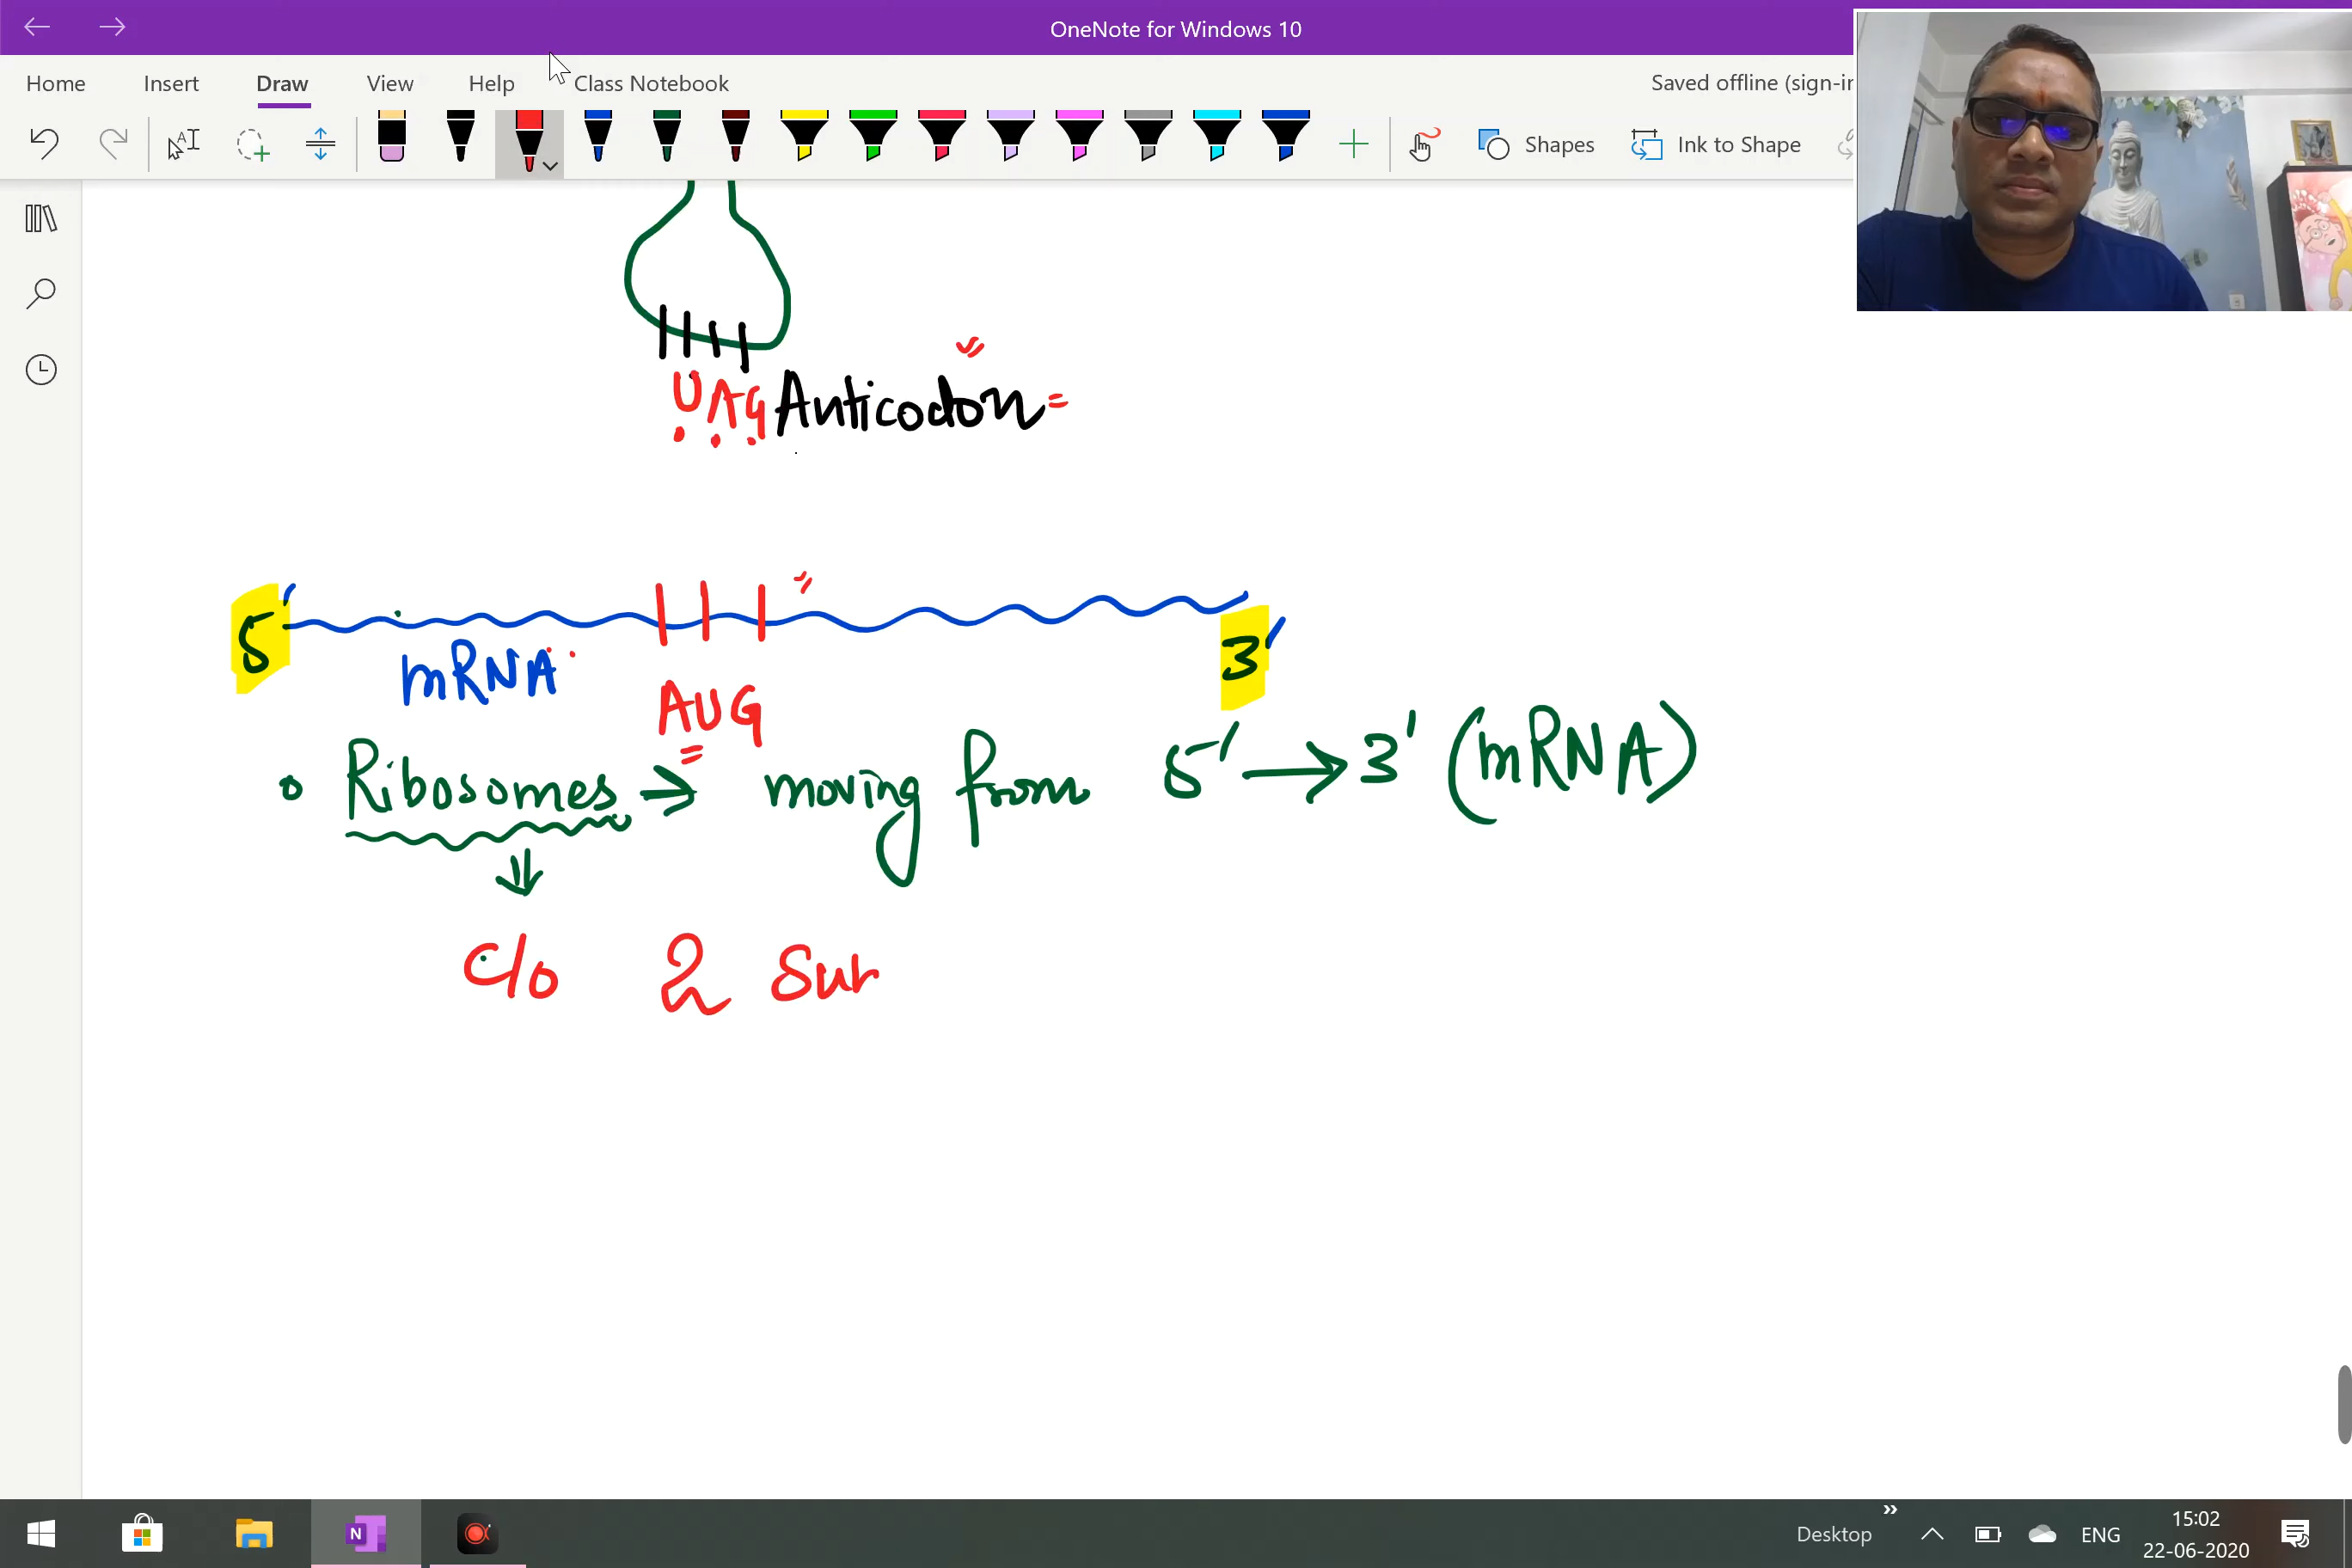 OneNote for Windows 10
Home Insert Draw View Help Class Notebook Saved offline (sign-in
Shapes Ink to Shape
UAG Anticodon =
5' 3'
mRNA
AUG
Ribosomes → moving from 5' → 3' (mRNA)
c/o 2 Sur
Desktop ENG 15:02
22-06-2020